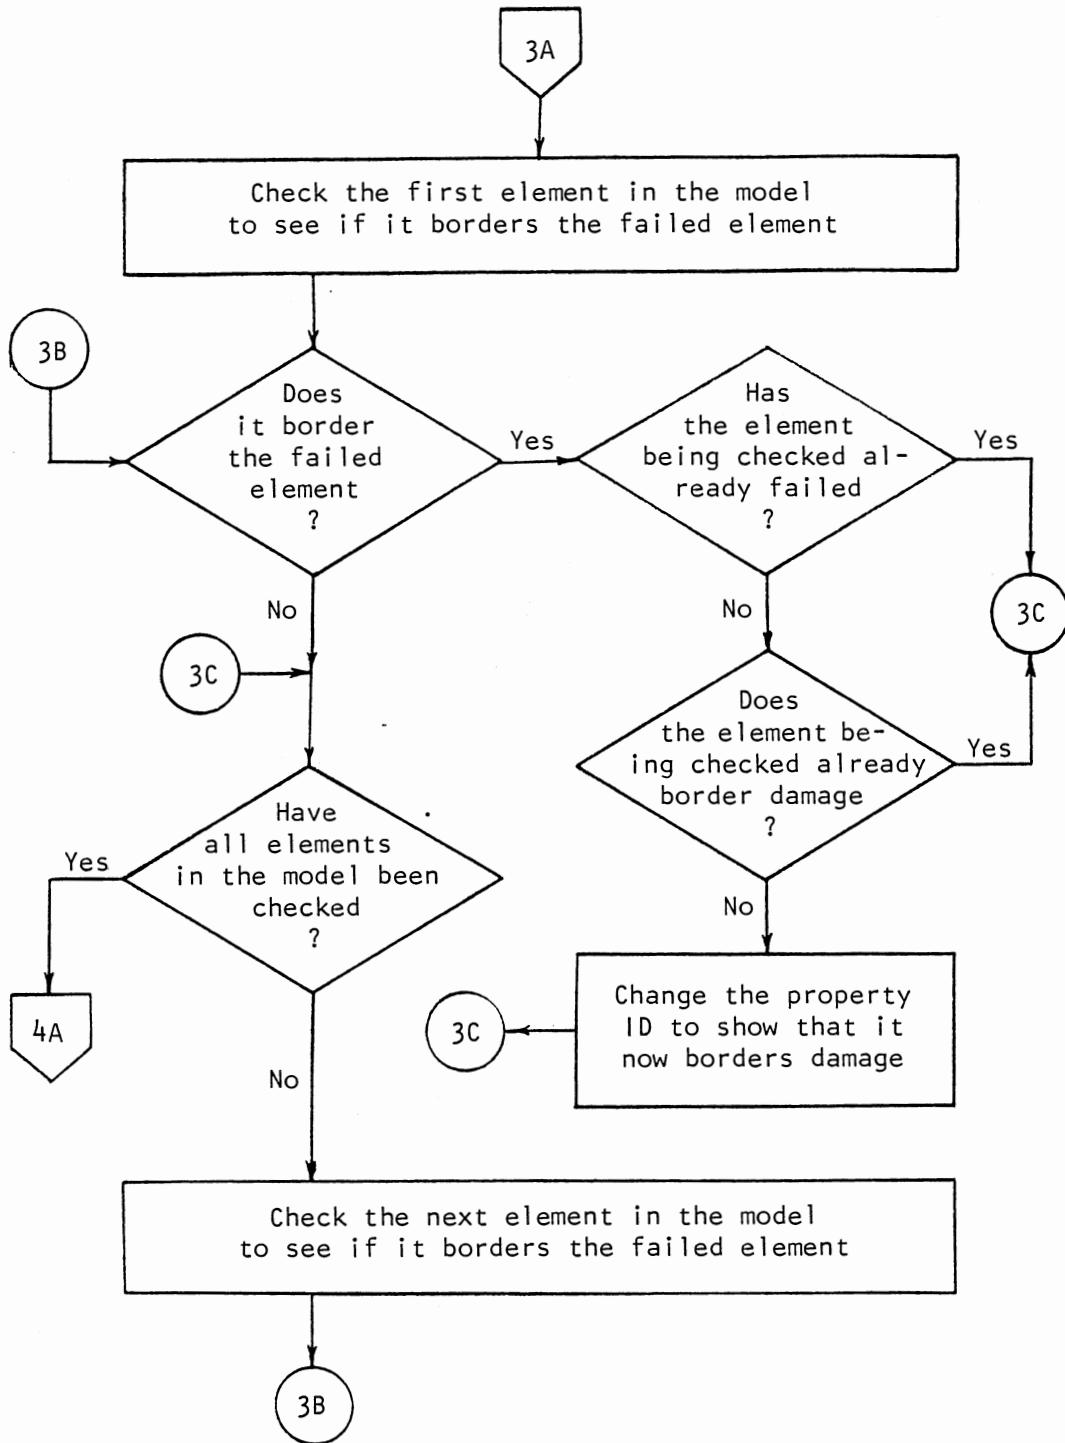 3A
Check the first element in the model
to see if it borders the failed element
3B
Does
it border
the failed
element
?
Yes
Has
the element
being checked al-
ready failed
?
Yes
No
3C
No
3C
Does
the element be-
ing checked already
border damage
?
Yes
Have
all elements
in the model been
checked
?
Yes
No
4A
Change the property
ID to show that it
now borders damage
3C
No
Check the next element in the model
to see if it borders the failed element
3B